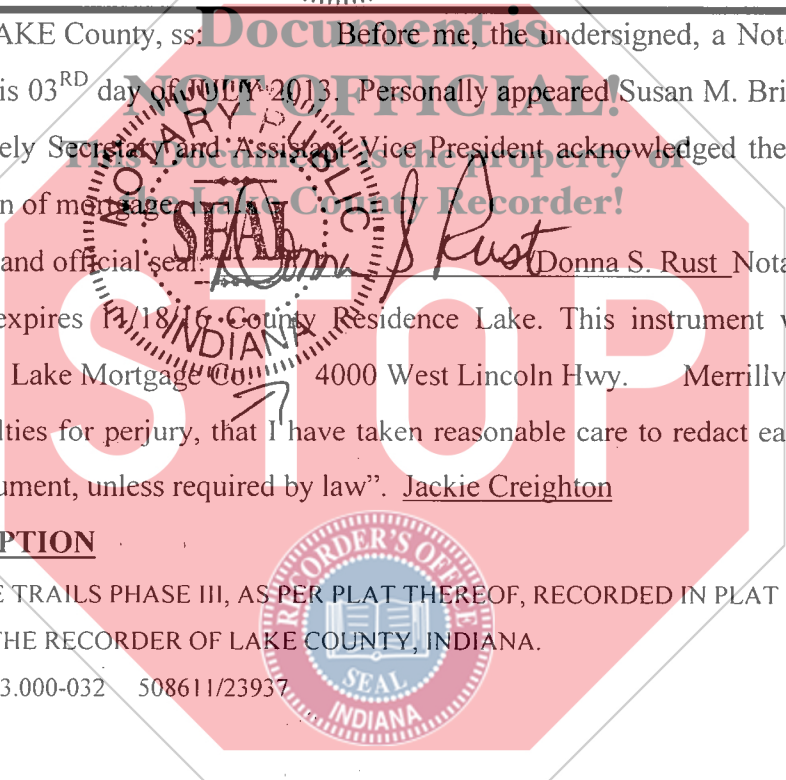 AKE County, ss: Before me, the undersigned, a Nota
is 03RD day of JULY 2013. Personally appeared Susan M. Bri
ely Secretary and Assistant Vice President acknowledged the
n of mortgage.
and official seal. Donna S Rust Donna S. Rust Nota
expires 11/18/16 County Residence Lake. This instrument v
Lake Mortgage Co. 4000 West Lincoln Hwy. Merrillv
lties for perjury, that I have taken reasonable care to redact ea
ument, unless required by law”. Jackie Creighton
PTION
E TRAILS PHASE III, AS PER PLAT THEREOF, RECORDED IN PLAT
THE RECORDER OF LAKE COUNTY, INDIANA.
3.000-032 508611/23937
Document is
NOT OFFICIAL!
This Document is the property of
the Lake County Recorder!
STOP
NOTARY PUBLIC
SEAL
INDIANA
RECORDER'S OFFICE
SEAL
INDIANA